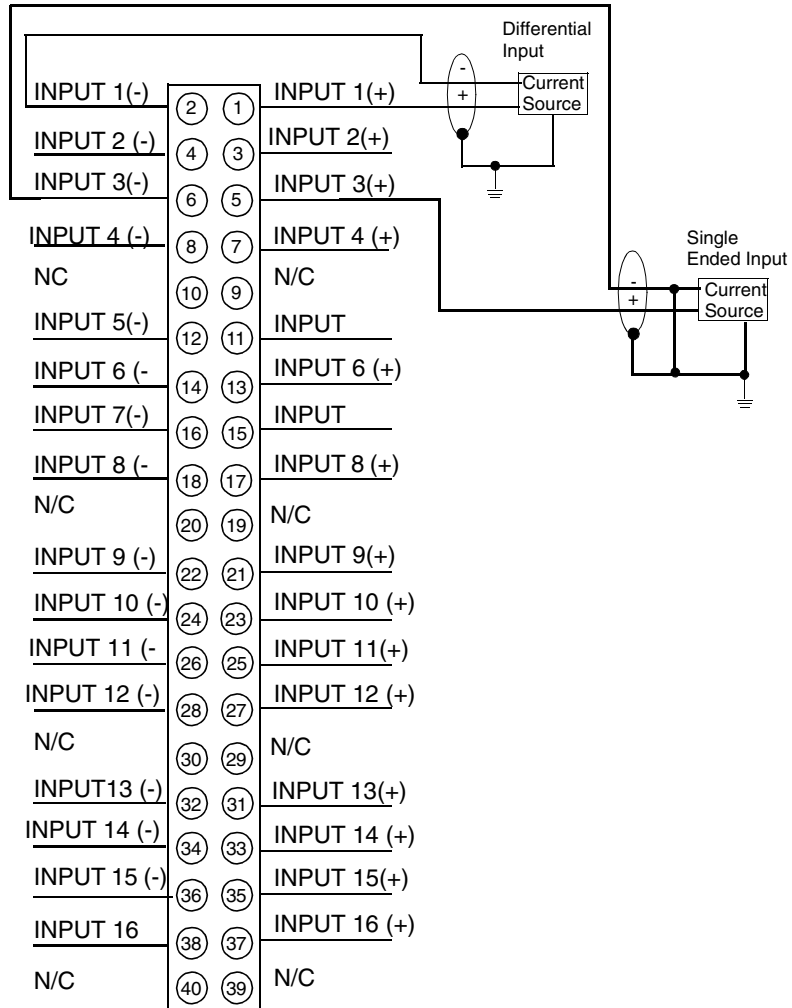 Differential
Input
-
+
Current
Source
INPUT 1(-) 2 1 INPUT 1(+)
INPUT 2 (-) 4 3 INPUT 2(+)
INPUT 3(-) 6 5 INPUT 3(+)
INPUT 4 (-) 8 7 INPUT 4 (+)
Single
Ended Input
-
+
Current
Source
NC 10 9 N/C
INPUT 5(-) 12 11 INPUT
INPUT 6 (- 14 13 INPUT 6 (+)
INPUT 7(-) 16 15 INPUT
INPUT 8 (- 18 17 INPUT 8 (+)
N/C 20 19 N/C
INPUT 9 (-) 22 21 INPUT 9(+)
INPUT 10 (-) 24 23 INPUT 10 (+)
INPUT 11 (- 26 25 INPUT 11(+)
INPUT 12 (-) 28 27 INPUT 12 (+)
N/C 30 29 N/C
INPUT13 (-) 32 31 INPUT 13(+)
INPUT 14 (-) 34 33 INPUT 14 (+)
INPUT 15 (-) 36 35 INPUT 15(+)
INPUT 16 38 37 INPUT 16 (+)
N/C 40 39 N/C